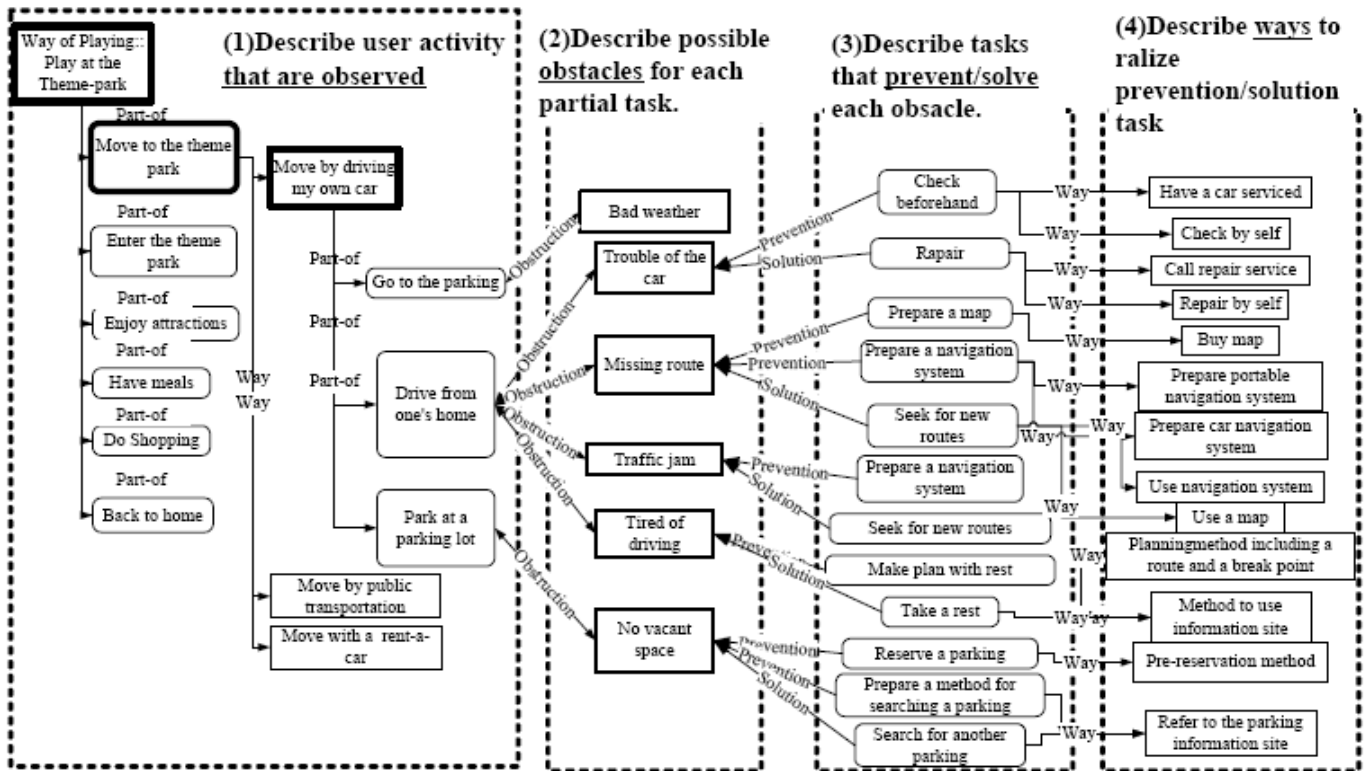 Way of Playing::
Play at the
Theme-park
(1)Describe user activity
that are observed
(2)Describe possible
obstacles for each
partial task.
(3)Describe tasks
that prevent/solve
each obsacle.
(4)Describe ways to
ralize
prevention/solution
task
Part-of
Move to the theme
park
Part-of
Enter the theme
park
Part-of
Enjoy attractions
Part-of
Have meals
Part-of
Do Shopping
Part-of
Back to home
Way
Way
Move by driving
my own car
Part-of
Part-of
Part-of
Go to the parking
Drive from
one's home
Park at a
parking lot
Move by public
transportation
Move with a rent-a-
car
Obstruction
Obstruction
Obstruction
Obstruction
Obstruction
Obstruction
Bad weather
Trouble of the
car
Missing route
Traffic jam
Tired of
driving
No vacant
space
Prevention
Solution
Prevention
Prevention
Solution
Prevention
Solution
Solution
Prevention
Prevention
Solution
Check
beforehand
Rapair
Prepare a map
Prepare a navigation
system
Seek for new
routes
Prepare a navigation
system
Seek for new routes
Make plan with rest
Take a rest
Reserve a parking
Prepare a method for
searching a parking
Search for another
parking
Way
Way
Way
Way
Way
Way
Way
Way
Way
Way
Way
Way
Way
Have a car serviced
Check by self
Call repair service
Repair by self
Buy map
Prepare portable
navigation system
Prepare car navigation
system
Use navigation system
Use a map
Planningmethod including a
route and a break point
Method to use
information site
Pre-reservation method
Refer to the parking
information site